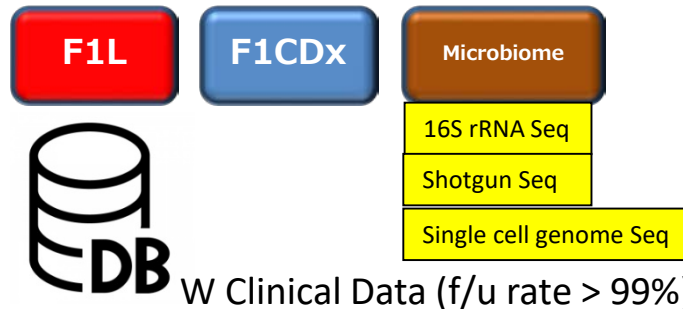 F1L
F1CDx
Microbiome
16S rRNA Seq
Shotgun Seq
Single cell genome Seq
DB
W Clinical Data (f/u rate > 99%